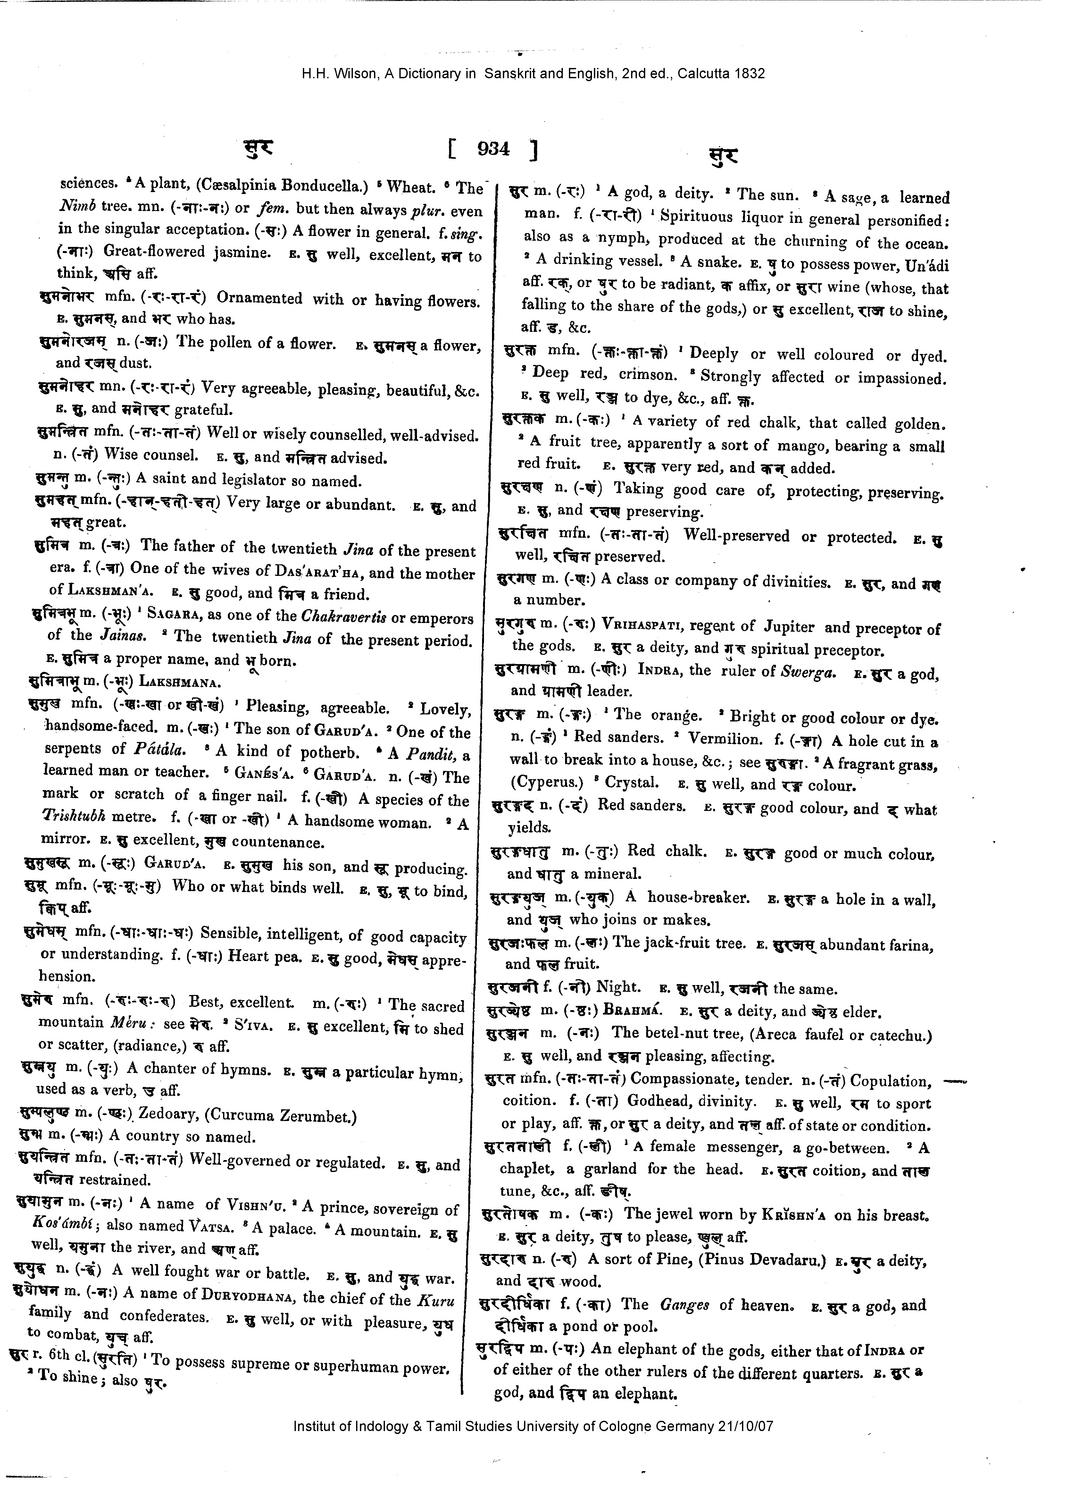 H.H. Wilson, A Dictionary in Sanskrit and English, 2nd ed., Calcutta 1832
सुर [ 934 ] सुर
sciences. ⁴ A plant, (Cæsalpinia Bonducella.) ⁵ Wheat. ⁶ The
Nimb tree. mn. (-नाः-नः) or fem. but then always plur. even
in the singular acceptation. (-सः) A flower in general. f. sing.
(-नाः) Great-flowered jasmine. E. सु well, excellent, मन to
think, असि aff.
सुमनोभर mfn. (-रः-रा-रं) Ornamented with or having flowers.
E. सुमनस्, and भर who has.
सुमनोरजस् n. (-जः) The pollen of a flower. E. सुमनस् a flower,
and रजस् dust.
सुमनोहर mn. (-रः-रा-रं) Very agreeable, pleasing, beautiful, &c.
E. सु, and मनोहर grateful.
सुमन्त्रित mfn. (-तः-ता-तं) Well or wisely counselled, well-advised.
n. (-तं) Wise counsel. E. सु, and मन्त्रित advised.
सुमन्तु m. (-न्तुः) A saint and legislator so named.
सुमहत् mfn. (-हान्-हती-हत्) Very large or abundant. E. सु, and
महत् great.
सुमित्र m. (-त्रः) The father of the twentieth Jina of the present
era. f. (-त्रा) One of the wives of DAS'ARAT'HA, and the mother
of LAKSHMAN'A. E. सु good, and मित्र a friend.
सुमित्रभू m. (-भूः) ¹ SAGARA, as one of the Chakravertis or emperors
of the Jainas. ² The twentieth Jina of the present period.
E. सुमित्र a proper name, and भू born.
सुमित्राभू m. (-भूः) LAKSHMANA.
सुमुख mfn. (-खः-खा or खी-खं) ¹ Pleasing, agreeable. ² Lovely,
handsome-faced. m. (-खः) ¹ The son of GARUD'A. ² One of the
serpents of Pátála. ³ A kind of potherb. ⁴ A Pandit, a
learned man or teacher. ⁵ GANÉS'A. ⁶ GARUD'A. n. (-खं) The
mark or scratch of a finger nail. f. (-खी) A species of the
Trishtubh metre. f. (-खा or -खी) ¹ A handsome woman. ² A
mirror. E. सु excellent, मुख countenance.
सुमुखसू m. (-सूः) GARUD'A. E. सुमुख his son, and सू producing.
सुमू mfn. (-मूः-मूः-मु) Who or what binds well. E. सु, मू to bind,
क्विप् aff.
सुमेधस् mfn. (-धाः-धाः-धः) Sensible, intelligent, of good capacity
or understanding. f. (-धाः) Heart pea. E. सु good, मेधस् appre-
hension.
सुमेरु mfn. (-रुः-रुः-रु) Best, excellent. m. (-रुः) ¹ The sacred
mountain Méru: see मेरु. ² S'IVA. E. सु excellent, मि to shed
or scatter, (radiance,) रु aff.
सुम्नयु m. (-युः) A chanter of hymns. E. सुम्न a particular hymn,
used as a verb, उ aff.
m. Zedoary, (Curcuma Zerumbet.)
सुह्म m. (-ह्मः) A country so named.
सुयन्त्रित mfn. (-तः-ता-तं) Well-governed or regulated. E. सु, and
यन्त्रित restrained.
सुयामुन m. (-नः) ¹ A name of VISHN'U. ² A prince, sovereign of
Kos'ámbí; also named VATSA. ³ A palace. ⁴ A mountain. E. सु
well, यमुना the river, and अण् aff.
सुयुद्ध n. (-द्धं) A well fought war or battle. E. सु, and युद्ध war.
सुयोधन m. (-नः) A name of DURYODHANA, the chief of the Kuru
family and confederates. E. सु well, or with pleasure, युध
to combat, युच् aff.
सुर r. 6th cl. (सुरति) ¹ To possess supreme or superhuman power.
² To shine; also षुर.
सुर m. (-रः) ¹ A god, a deity. ² The sun. ³ A sage, a learned
man. f. (-रा-री) ¹ Spirituous liquor in general personified:
also as a nymph, produced at the churning of the ocean.
² A drinking vessel. ³ A snake. E. षु to possess power, Un'ádi
aff. रक्, or षुर to be radiant, क affix, or सुरा wine (whose, that
falling to the share of the gods,) or सु excellent, राज to shine,
aff. ड, &c.
सुरक्त mfn. (-क्तः-क्ता-क्तं) ¹ Deeply or well coloured or dyed.
² Deep red, crimson. ³ Strongly affected or impassioned.
E. सु well, रञ्ज to dye, &c., aff. क्त.
सुरक्तक m. (-कः) ¹ A variety of red chalk, that called golden.
² A fruit tree, apparently a sort of mango, bearing a small
red fruit. E. सुरक्त very red, and कन् added.
सुरक्षण n. (-णं) Taking good care of, protecting, preserving.
E. सु, and रक्षण preserving.
सुरक्षित mfn. (-तः-ता-तं) Well-preserved or protected. E. सु
well, रक्षित preserved.
सुरगण m. (-णः) A class or company of divinities. E. सुर, and गण
a number.
सुरगुरु m. (-रुः) VRIHASPATI, regent of Jupiter and preceptor of
the gods. E. सुर a deity, and गुरु spiritual preceptor.
सुरग्रामणी m. (-णीः) INDRA, the ruler of Swerga. E. सुर a god,
and ग्रामणी leader.
सुरङ्ग m. (-ङ्गः) ¹ The orange. ² Bright or good colour or dye.
n. (-ङ्गं) ¹ Red sanders. ² Vermilion. f. (-ङ्गा) A hole cut in a
wall to break into a house, &c.; see सुरुङ्गा. ² A fragrant grass,
(Cyperus.) ³ Crystal. E. सु well, and रङ्ग colour.
सुरङ्गद n. (-दं) Red sanders. E. सुरङ्ग good colour, and द what
yields.
सुरङ्गधातु m. (-तुः) Red chalk. E. सुरङ्ग good or much colour,
and धातु a mineral.
सुरङ्गयुज् m. (-युक्) A house-breaker. E. सुरङ्ग a hole in a wall,
and युज् who joins or makes.
सुरजःफल m. (-लः) The jack-fruit tree. E. सुरजस् abundant farina,
and फल fruit.
सुरजनी f. (-नी) Night. E. सु well, रजनी the same.
सुरज्येष्ठ m. (-ष्ठः) BRAHMÁ. E. सुर a deity, and ज्येष्ठ elder.
सुरञ्जन m. (-नः) The betel-nut tree, (Areca faufel or catechu.)
E. सु well, and रञ्जन pleasing, affecting.
सुरत mfn. (-तः-ता-तं) Compassionate, tender. n. (-तं) Copulation,
coition. f. (-ता) Godhead, divinity. E. सु well, रम to sport
or play, aff. क्त, or सुर a deity, and तल् aff. of state or condition.
सुरतताली f. (-ली) ¹ A female messenger, a go-between. ² A
chaplet, a garland for the head. E. सुरत coition, and ताल
tune, &c., aff. ङीष्.
सुरतोषक m. (-कः) The jewel worn by KRĬSHN'A on his breast.
E. सुर a deity, तुष to please, ण्वुल् aff.
सुरदारु n. (-रु) A sort of Pine, (Pinus Devadaru.) E. सुर a deity,
and दारु wood.
सुरदीर्घिका f. (-का) The Ganges of heaven. E. सुर a god, and
दीर्घिका a pond or pool.
सुरद्विप m. (-पः) An elephant of the gods, either that of INDRA or
of either of the other rulers of the different quarters. E. सुर a
god, and द्विप an elephant.
Institut of Indology & Tamil Studies University of Cologne Germany 21/10/07